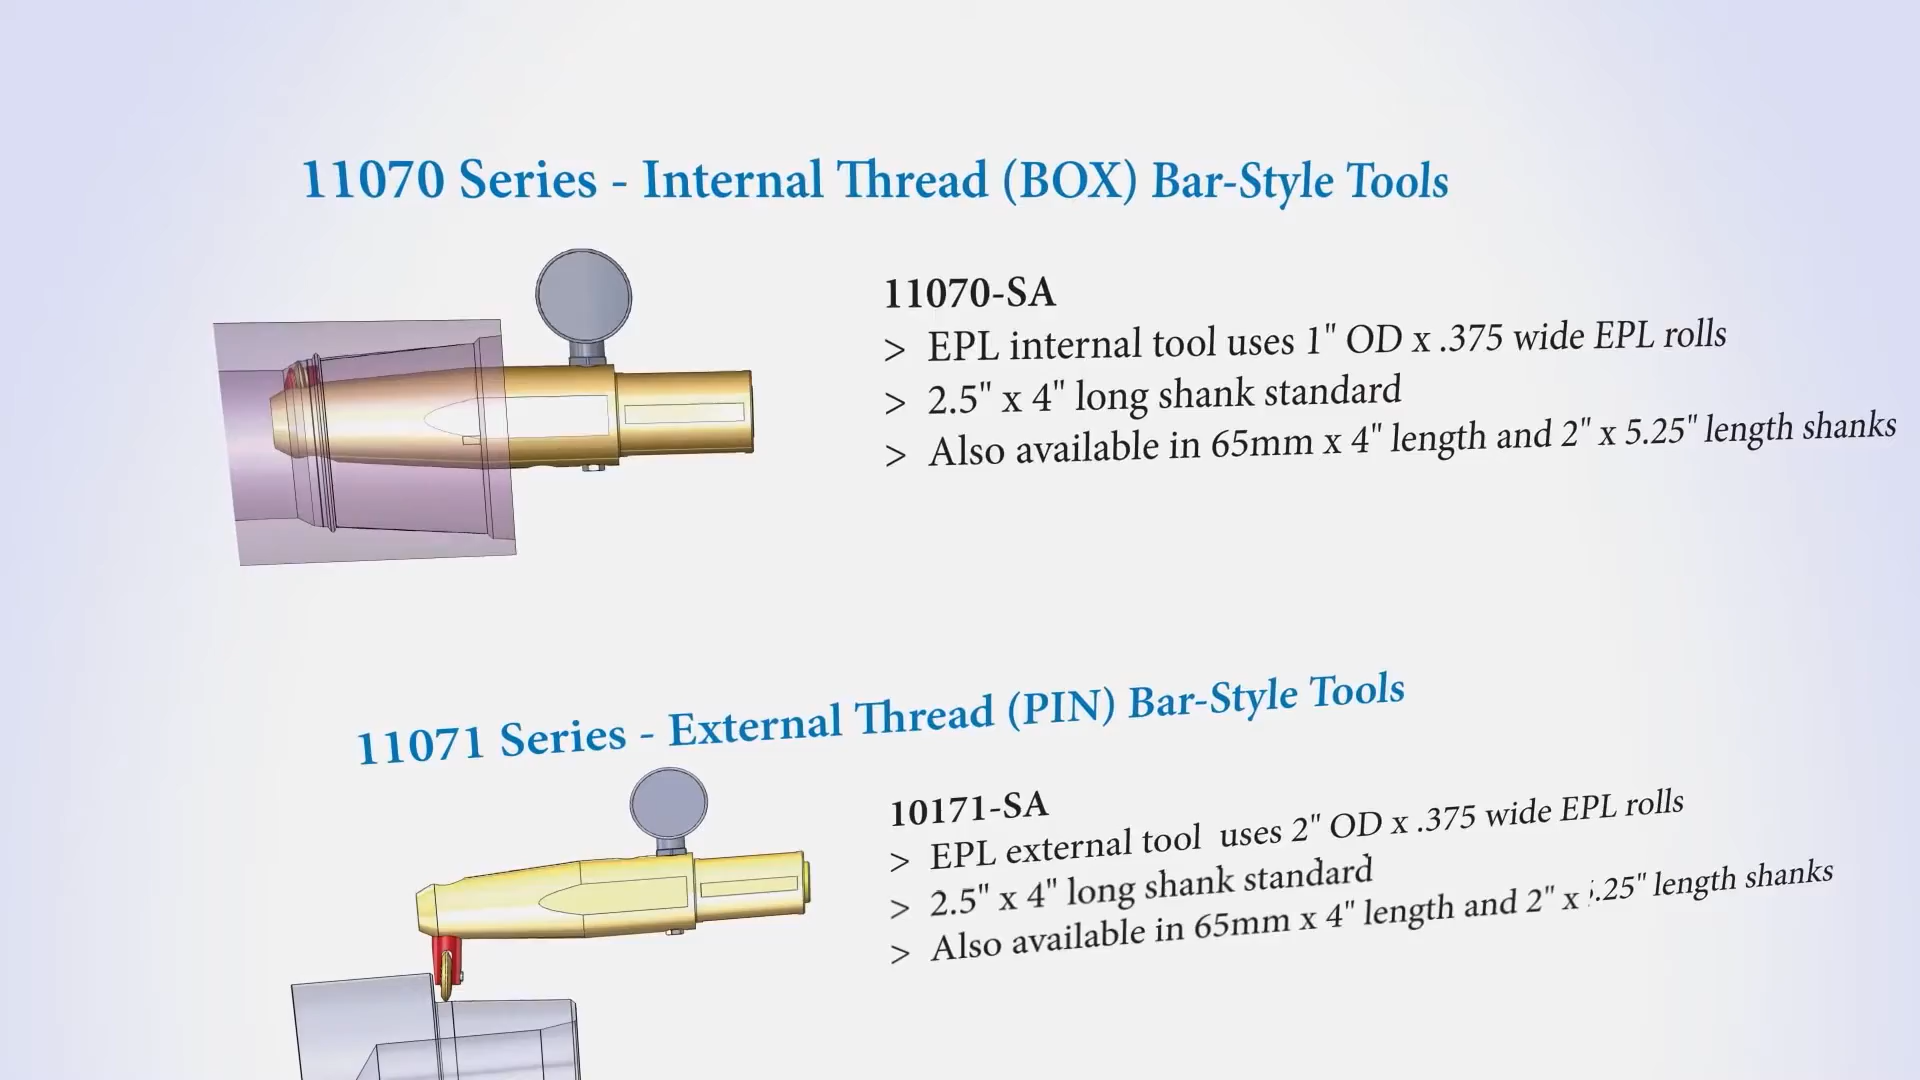 11070 Series - Internal Thread (BOX) Bar-Style Tools
11070-SA
> EPL internal tool uses 1" OD x .375 wide EPL rolls
> 2.5" x 4" long shank standard
> Also available in 65mm x 4" length and 2" x 5.25" length shanks
11071 Series - External Thread (PIN) Bar-Style Tools
10171-SA
> EPL external tool uses 2" OD x .375 wide EPL rolls
> 2.5" x 4" long shank standard
> Also available in 65mm x 4" length and 2" x .25" length shanks